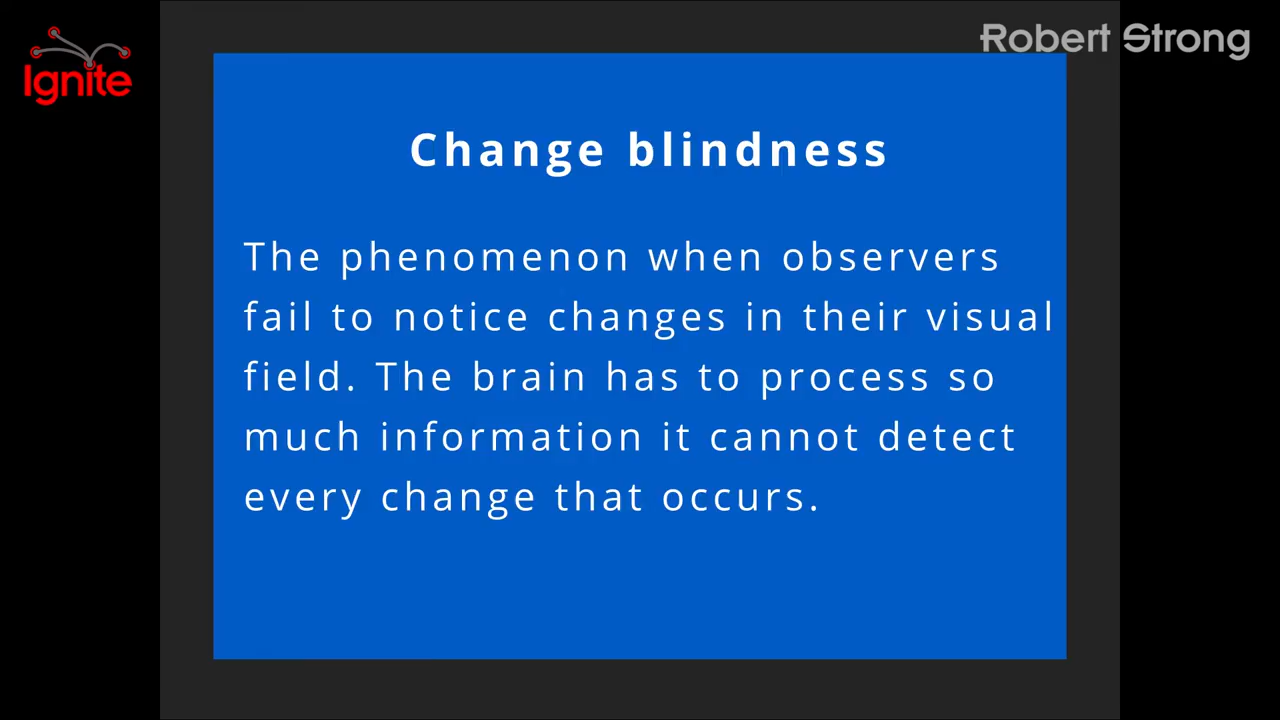 Ignite
Robert Strong
Change blindness
The phenomenon when observers
fail to notice changes in their visual
field. The brain has to process so
much information it cannot detect
every change that occurs.